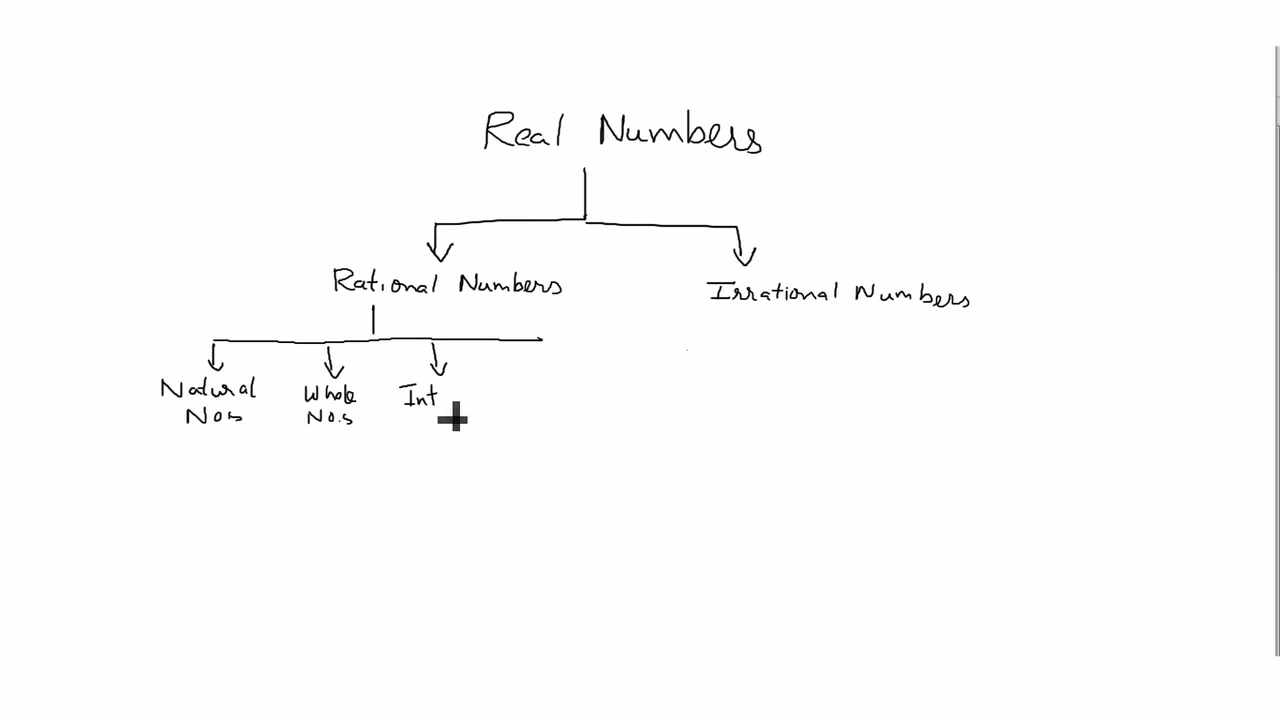 Real Numbers
Rational Numbers
Irrational Numbers
Natural Whole Int
Nos No.s